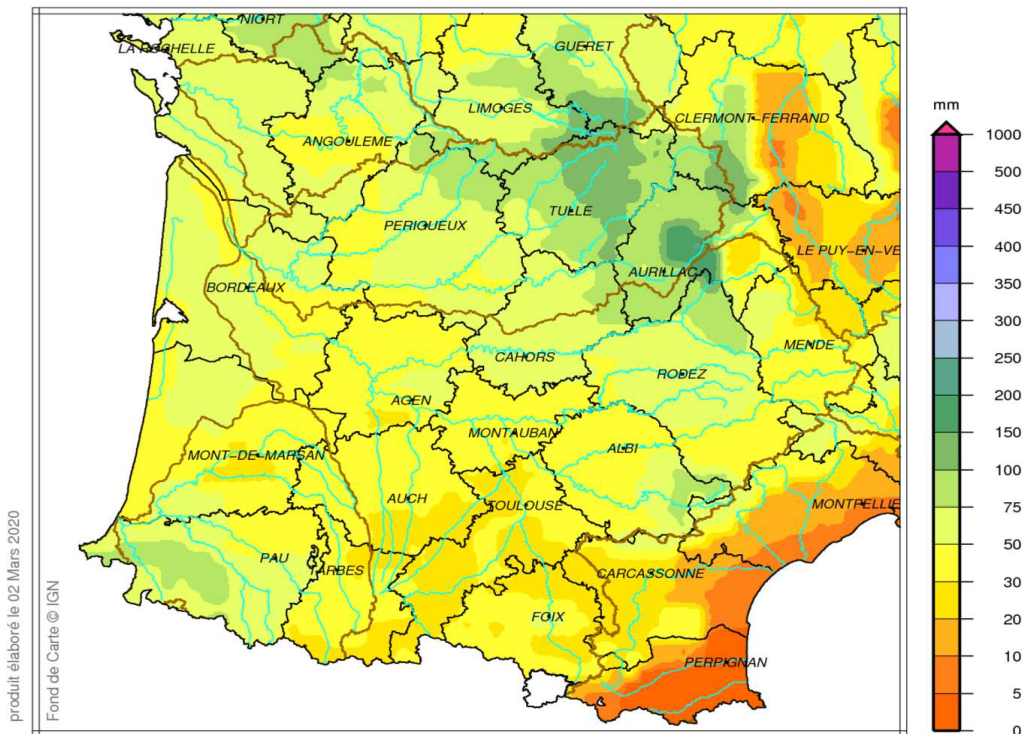 NIORT
LA ROCHELLE
GUERET
LIMOGES
CLERMONT-FERRAND
ANGOULEME
TULLE
PERIGUEUX
LE PUY-EN-VE
AURILLAC
BORDEAUX
MENDE
CAHORS
RODEZ
AGEN
MONTAUBAN
ALBI
MONT-DE-MARSAN
AUCH
TOULOUSE
MONTPELLIE
PAU
TARBES
CARCASSONNE
FOIX
PERPIGNAN
mm
1000
500
450
400
350
300
250
200
150
100
75
50
30
20
10
5
0
produit élaboré le 02 Mars 2020
Fond de Carte © IGN